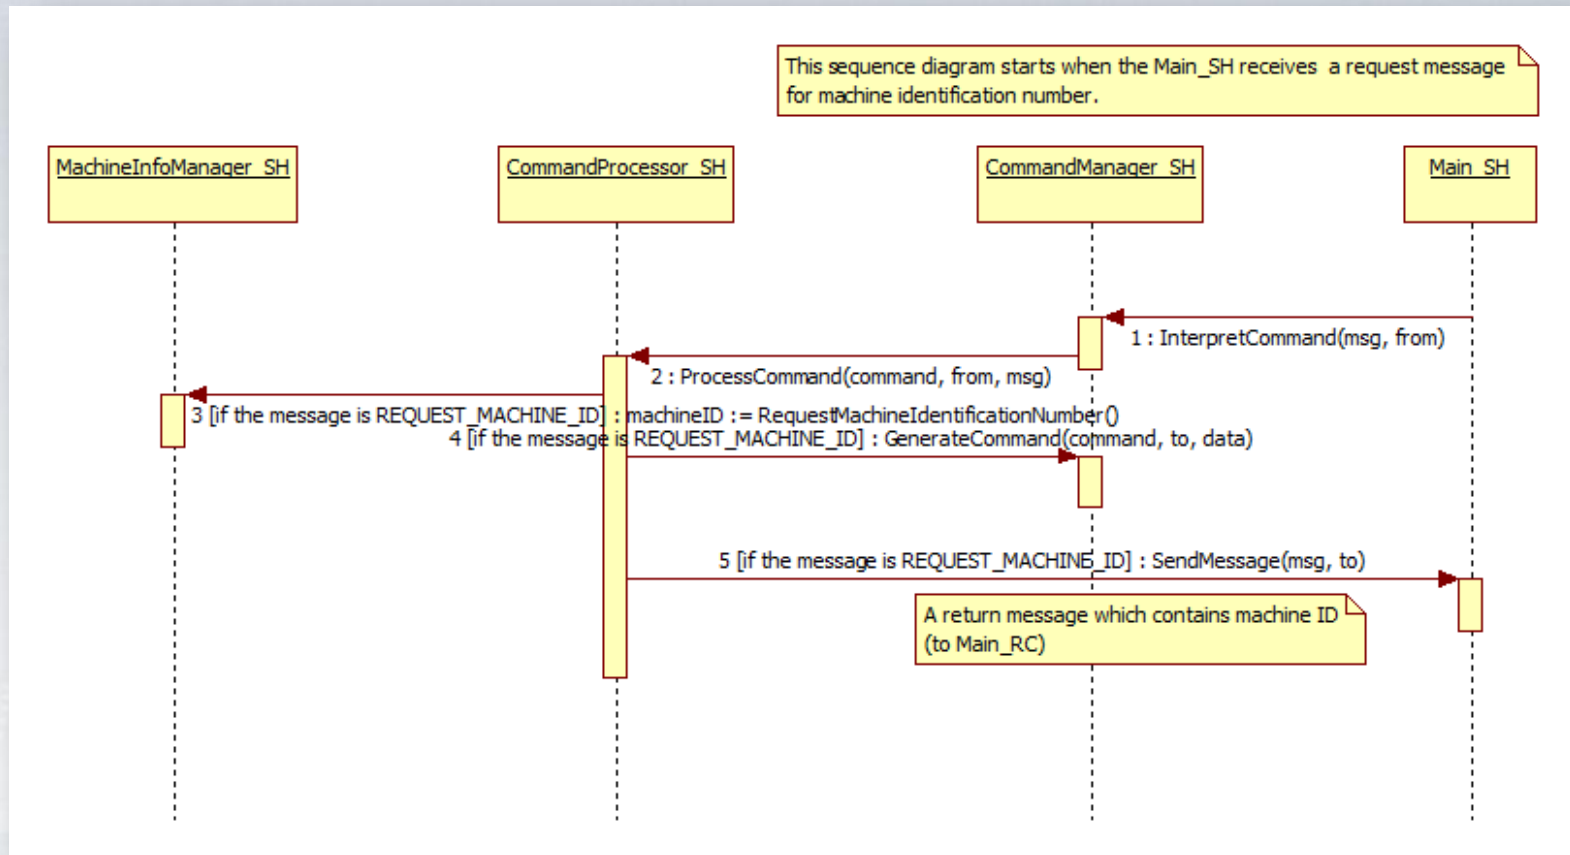 This sequence diagram starts when the Main_SH receives a request message
for machine identification number.
MachineInfoManager_SH
CommandProcessor_SH
CommandManager_SH
Main_SH
1 : InterpretCommand(msg, from)
2 : ProcessCommand(command, from, msg)
3 [if the message is REQUEST_MACHINE_ID] : machineID := RequestMachineIdentificationNumber()
4 [if the message is REQUEST_MACHINE_ID] : GenerateCommand(command, to, data)
5 [if the message is REQUEST_MACHINE_ID] : SendMessage(msg, to)
A return message which contains machine ID
(to Main_RC)